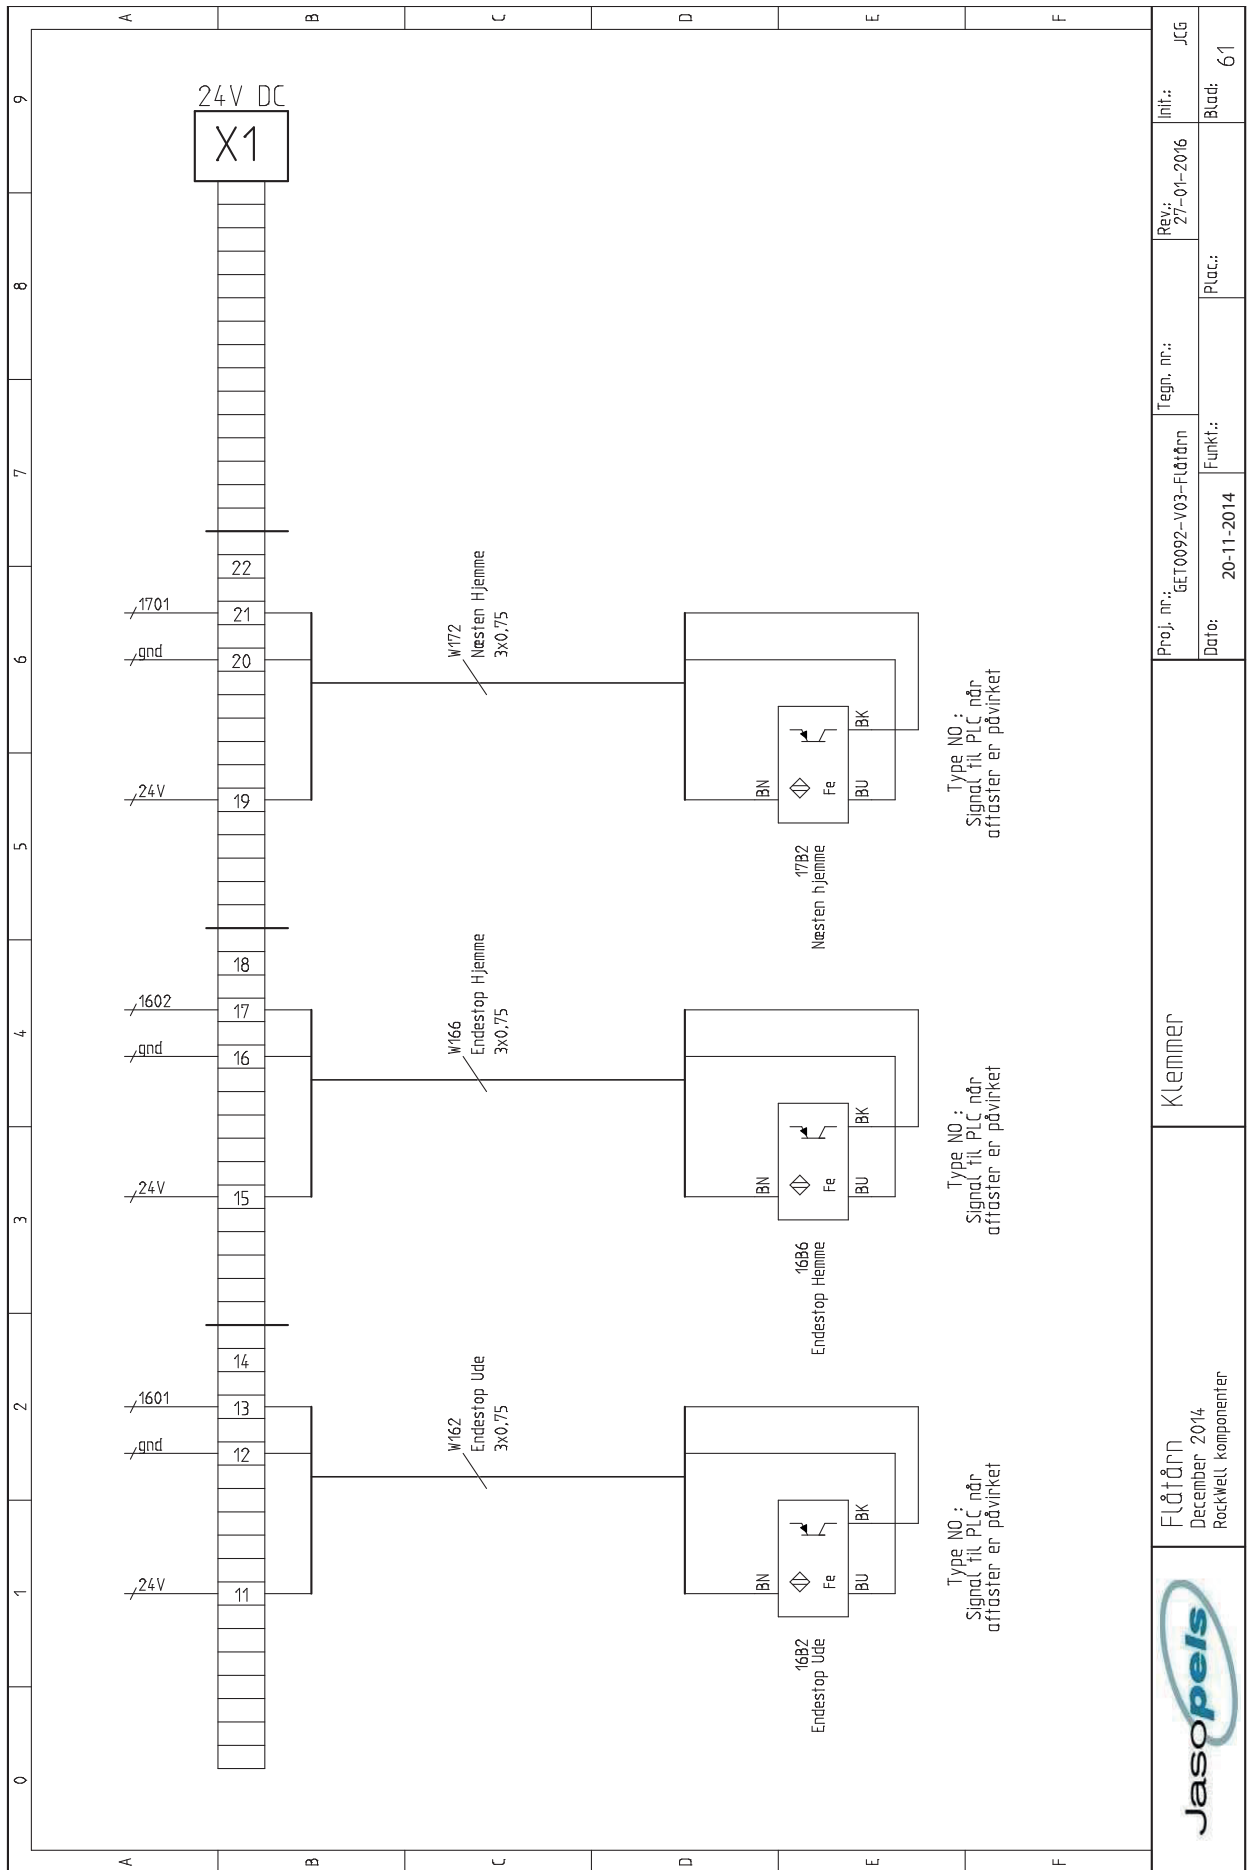 0 1 2 3 4 5 6 7 8 9
A A
B B
C C
D D
E E
F F
24V DC
X1
24V gnd 1601 24V gnd 1602 24V gnd 1701
11 12 13 14 15 16 17 18 19 20 21 22
W162
Endestop Ude
3x0,75
W166
Endestop Hjemme
3x0,75
W172
Næsten Hjemme
3x0,75
16B2
Endestop Ude
BN
Fe
BU BK
Type NO :
Signal til PLC når
aftaster er påvirket
16B6
Endestop Hemme
BN
Fe
BU BK
Type NO :
Signal til PLC når
aftaster er påvirket
17B2
Næsten hjemme
BN
Fe
BU BK
Type NO :
Signal til PLC når
aftaster er påvirket
Jasopels
Flåtårn
December 2014
RockWell komponenter
Klemmer
Proj. nr.:
GET0092-V03-Flåtårn
Tegn. nr.:
Rev.:
27-01-2016
Init.:
JCG
Dato:
20-11-2014
Funkt.:
Plac.:
Blad: 61